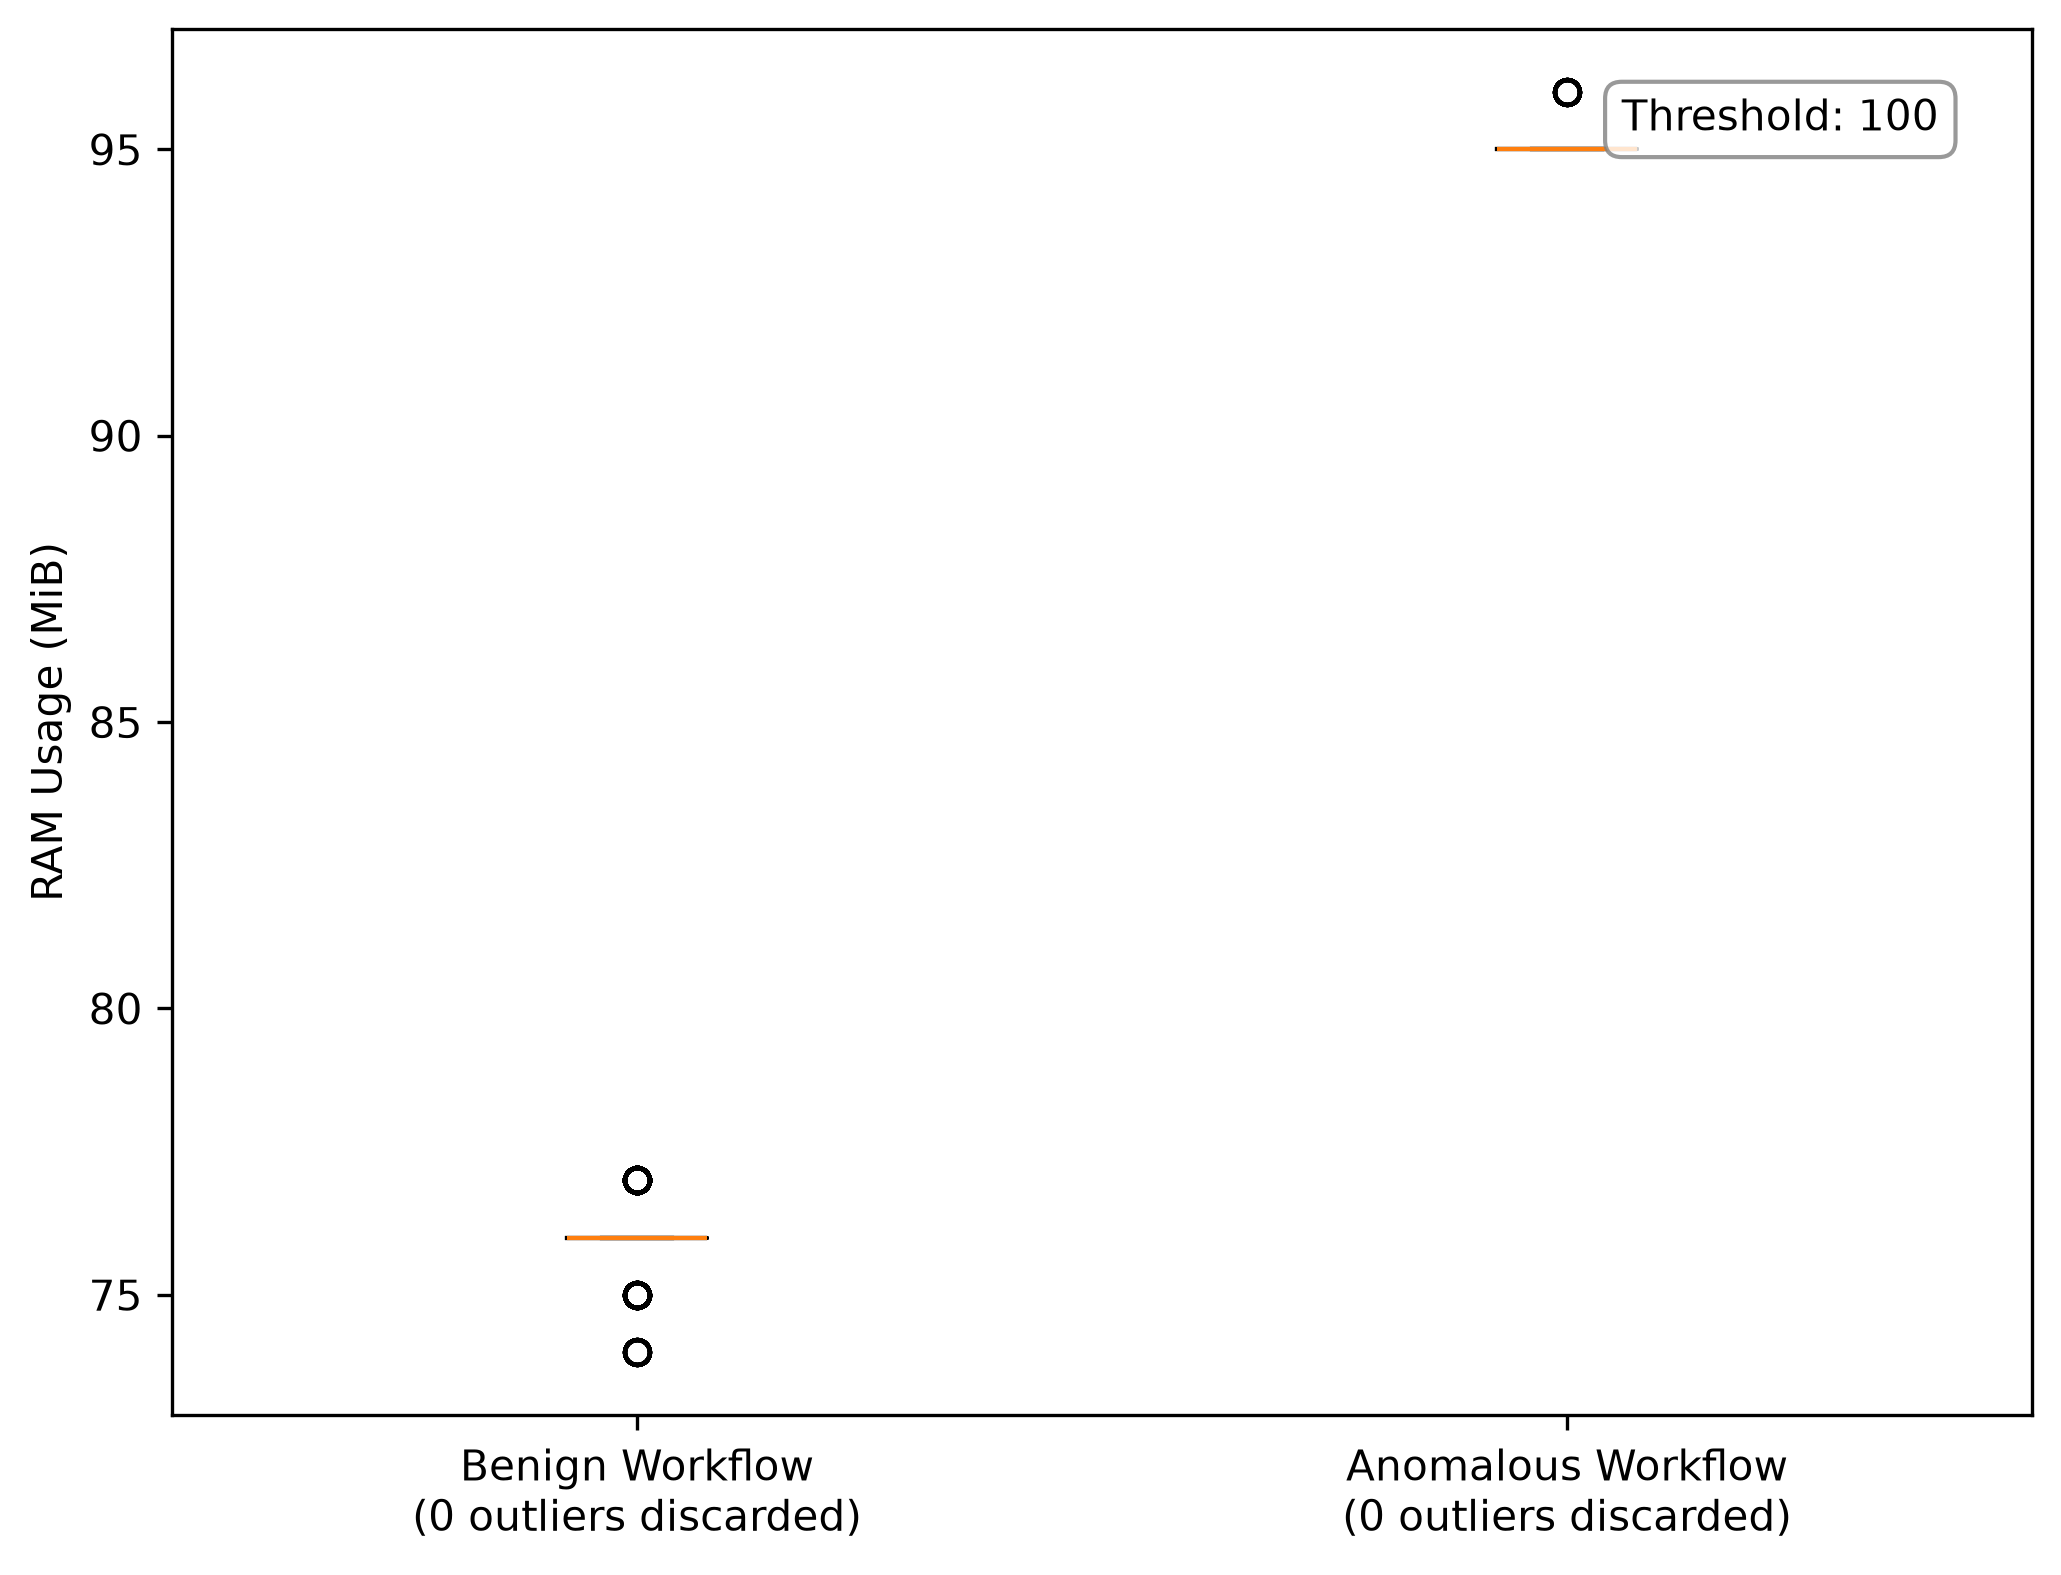 Threshold: 100
95
90
85
80
75
RAM Usage (MiB)
Benign Workflow
(0 outliers discarded)
Anomalous Workflow
(0 outliers discarded)